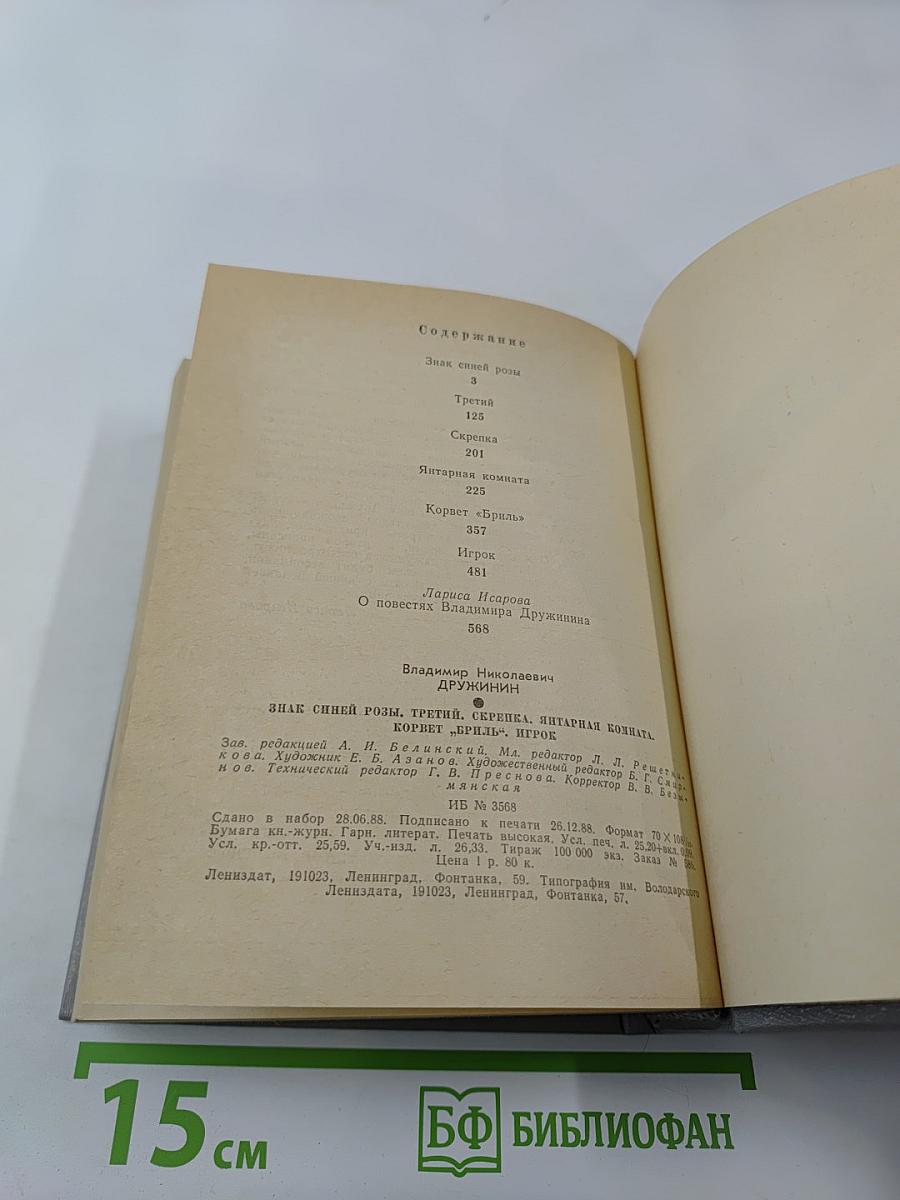 Содержание
Знак синей розы
3
Третий
125
Скрепка
201
Янтарная комната
225
Корвет «Бриль»
357
Игрок
481
Лариса Исарова
О повестях Владимира Дружинина
568
Владимир Николаевич
ДРУЖИНИН
ЗНАК СИНЕЙ РОЗЫ. ТРЕТИЙ. СКРЕПКА. ЯНТАРНАЯ КОМНАТА.
КОРВЕТ „БРИЛЬ“. ИГРОК
Зав. редакцией А. И. Белинский. Мл. редактор Л. Л. Решетни-
кова. Художник Е. Б. Азанов. Художественный редактор Б. Г. Смир-
нов. Технический редактор Г. В. Преснова. Корректор В. В. Безы-
мянская
ИБ № 3568
Сдано в набор 28.06.88. Подписано к печати 26.12.88. Формат 70 ×
Бумага кн.-журн. Гарн. литерат. Печать высокая. Усл. печ. л. 25,20+вкл.
Усл. кр.-отт. 25,59. Уч.-изд. л. 26,33. Тираж 100 000 экз. Заказ №
Цена 1 р. 80 к.
Лениздат, 191023, Ленинград, Фонтанка, 59. Типография им. Володарского
Лениздата, 191023, Ленинград, Фонтанка, 57.
15 см
БФ БИБЛИОФАН